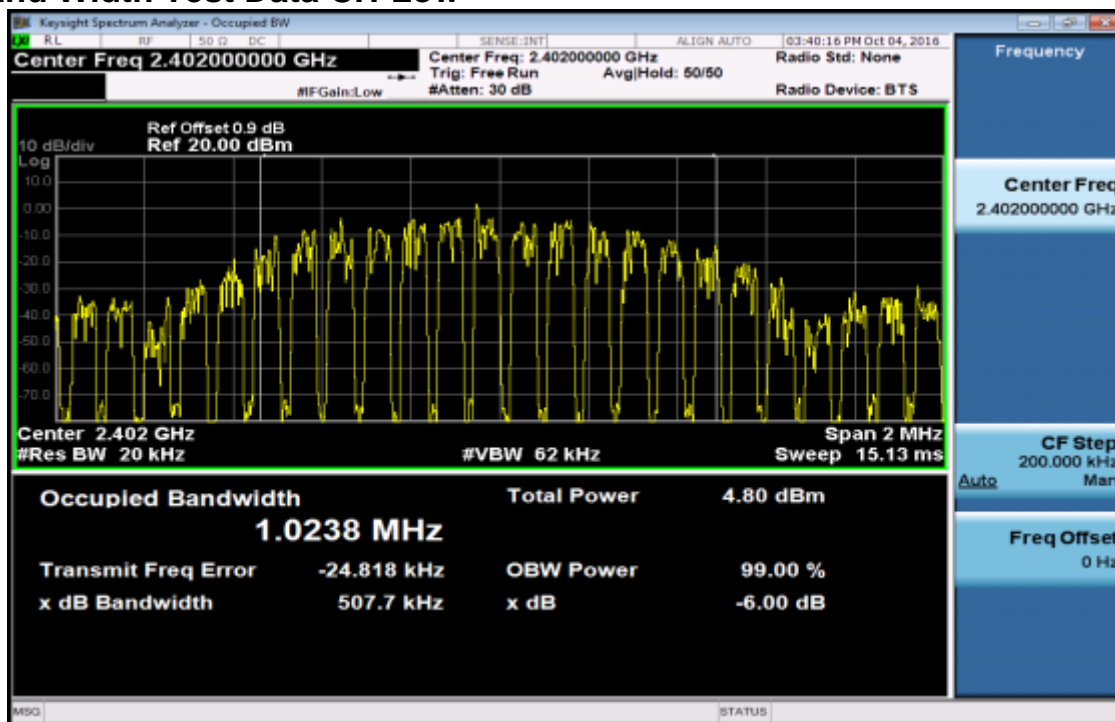 Keysight Spectrum Analyzer - Occupied BW
RL RF 50 Ω DC SENSE:INT ALIGN AUTO 03:40:16 PM Oct 04, 2016
Center Freq 2.402000000 GHz
Center Freq: 2.402000000 GHz
Radio Std: None
Trig: Free Run Avg|Hold: 50/50
#IFGain:Low
#Atten: 30 dB
Radio Device: BTS
Frequency
Ref Offset 0.9 dB
10 dB/div Ref 20.00 dBm
Log
10.0
0.00
-10.0
-20.0
-30.0
-40.0
-50.0
-60.0
-70.0
Center 2.402 GHz
Span 2 MHz
#Res BW 20 kHz
#VBW 62 kHz
Sweep 15.13 ms
Center Freq
2.402000000 GHz
CF Step
200.000 kHz
Auto Man
Freq Offset
0 Hz
Occupied Bandwidth
Total Power 4.80 dBm
1.0238 MHz
Transmit Freq Error -24.818 kHz
OBW Power 99.00 %
x dB Bandwidth 507.7 kHz
x dB -6.00 dB
MSG STATUS